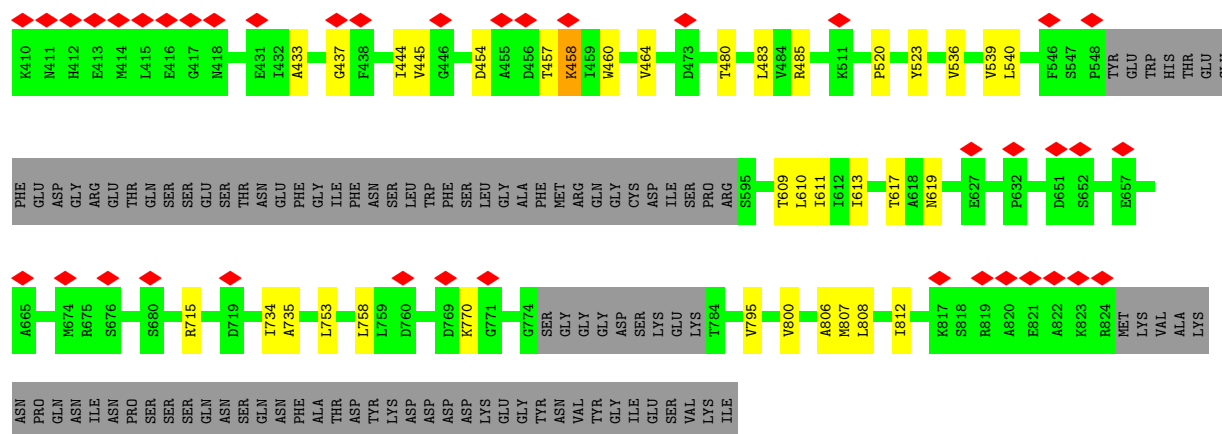 K410 N411 H412 E413 M414 L415 E416 G417 N418 E431 I432 A433 G437 F438 I444 V445 G446 D454 A455 D456 T457 K458 I459 W460 V464 D473 T480 L483 V484 R485 K511 P520 Y523 V536 V539 L540 F546 S547 P548 TYR GLU TRP HIS THR GLU
PHE GLU ASP GLY ARG GLU THR GLN SER SER GLU SER THR ASN GLU PHE GLY ILE PHE ASN SER LEU TRP PHE SER LEU GLY ALA PHE MET ARG GLN GLY CYS ASP ILE SER PRO ARG S595 T609 L610 I611 I612 I613 T617 A618 N619 E627 P632 D651 S652 E657
A665 M674 R675 S676 S680 R715 D719 I734 A735 L753 L758 L759 D760 D769 K770 G771 G774 SER GLY GLY GLY ASP SER LYS GLU LYS T784 V795 V800 A806 M807 L808 I812 K817 S818 R819 A820 E821 A822 K823 R824 MET LYS VAL ALA LYS
ASN PRO GLN ASN ILE ASN PRO SER SER SER GLN ASN SER GLN ASN PHE ALA THR ASP TYR LYS ASP ASP ASP ASP LYS GLU GLY TYR ASN VAL TYR GLY ILE GLU SER VAL LYS ILE